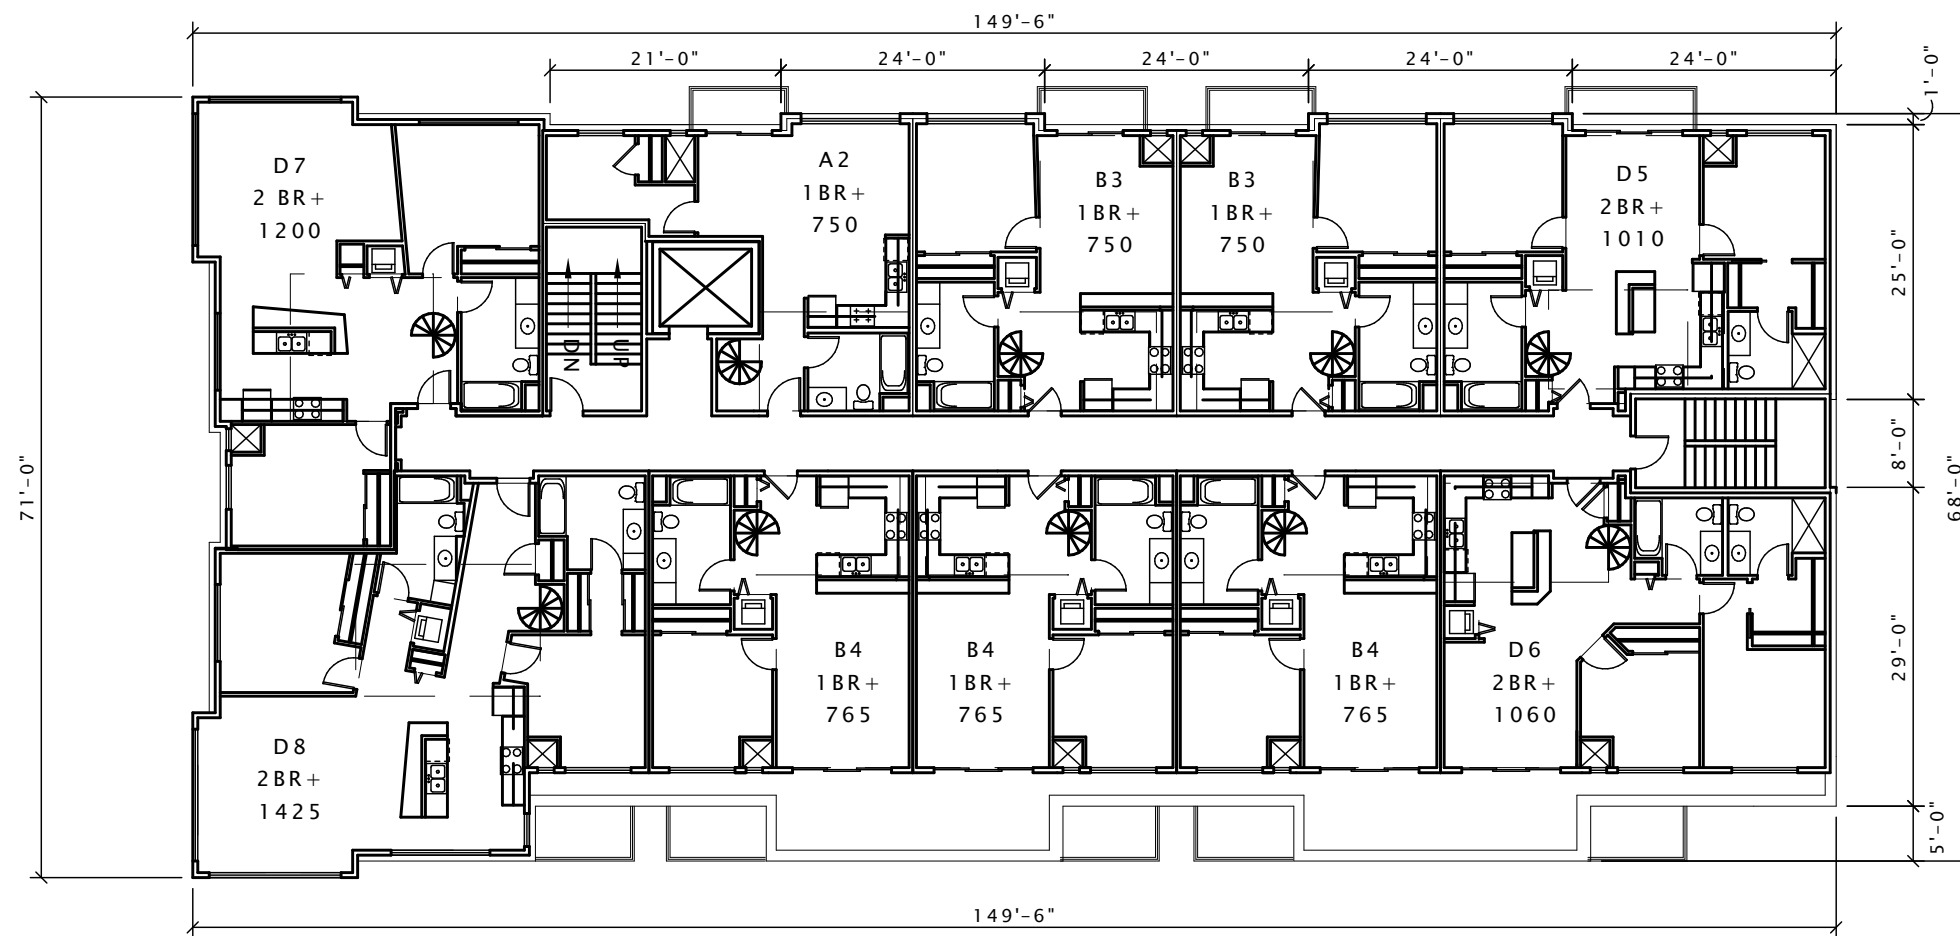 149'-6"
21'-0"
24'-0"
24'-0"
24'-0"
24'-0"
1'-0"
D7
2 BR+
1200
A2
1BR+
750
B3
1BR+
750
B3
1BR+
750
D5
2BR+
1010
25'-0"
DN
UP
71'-0"
8'-0"
68'-0"
D8
2BR+
1425
B4
1BR+
765
B4
1BR+
765
B4
1BR+
765
D6
2BR+
1060
29'-0"
5'-0"
149'-6"